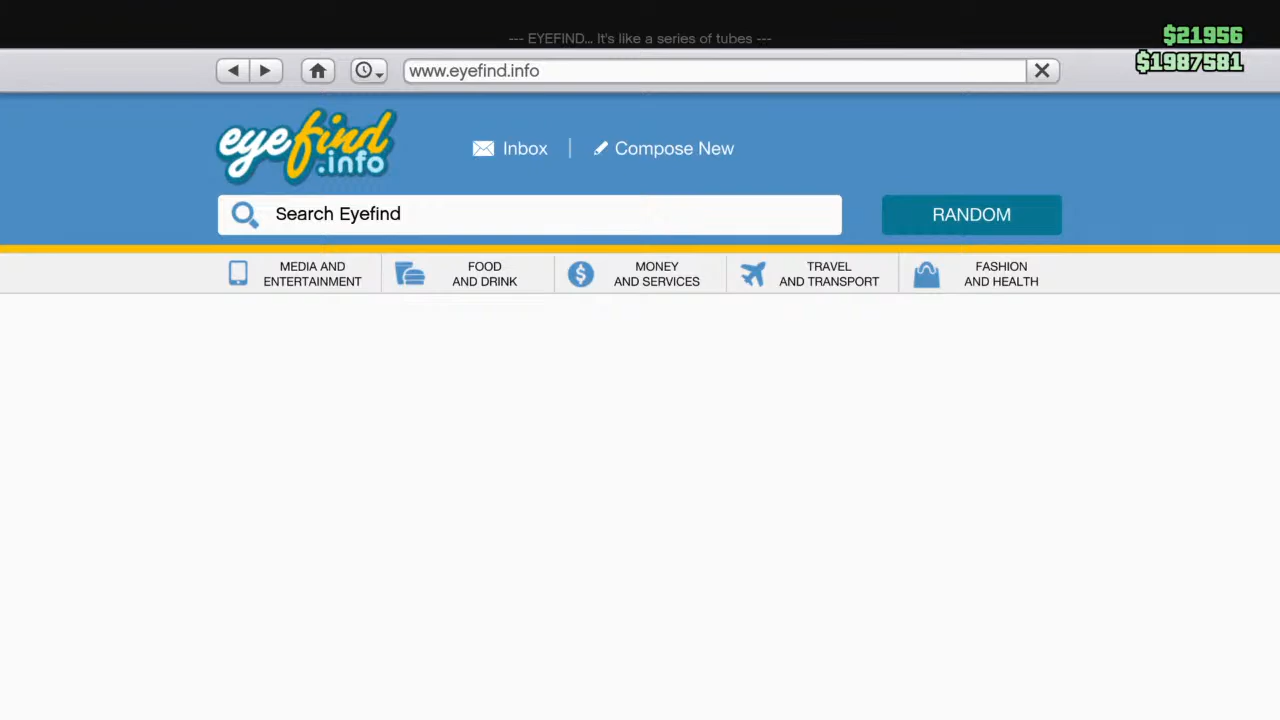 --- EYEFIND... It's like a series of tubes ---
$21956
$1987581
www.eyefind.info
eyefind
.info
Inbox
Compose New
Search Eyefind
RANDOM
MEDIA AND
ENTERTAINMENT
FOOD
AND DRINK
MONEY
AND SERVICES
TRAVEL
AND TRANSPORT
FASHION
AND HEALTH